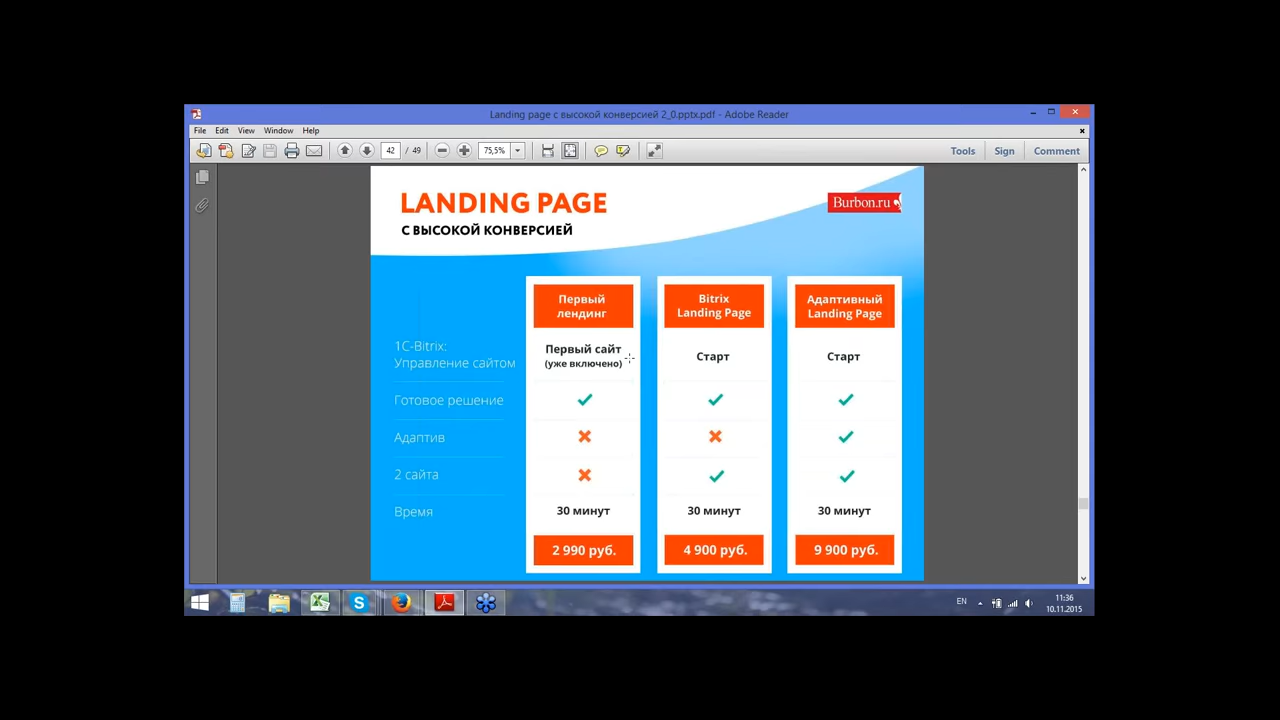 Landing page с высокой конверсией 2_0.pptx.pdf - Adobe Reader
File Edit View Window Help
42 / 49 75,5% Tools Sign Comment
LANDING PAGE
С ВЫСОКОЙ КОНВЕРСИЕЙ
Burbon.ru
Первый лендинг
Bitrix Landing Page
Адаптивный Landing Page
1C-Bitrix:
Управление сайтом
Первый сайт
(уже включено)
Старт
Старт
Готовое решение
Адаптив
2 сайта
Время
30 минут
30 минут
30 минут
2 990 руб.
4 900 руб.
9 900 руб.
EN
11:36
10.11.2015